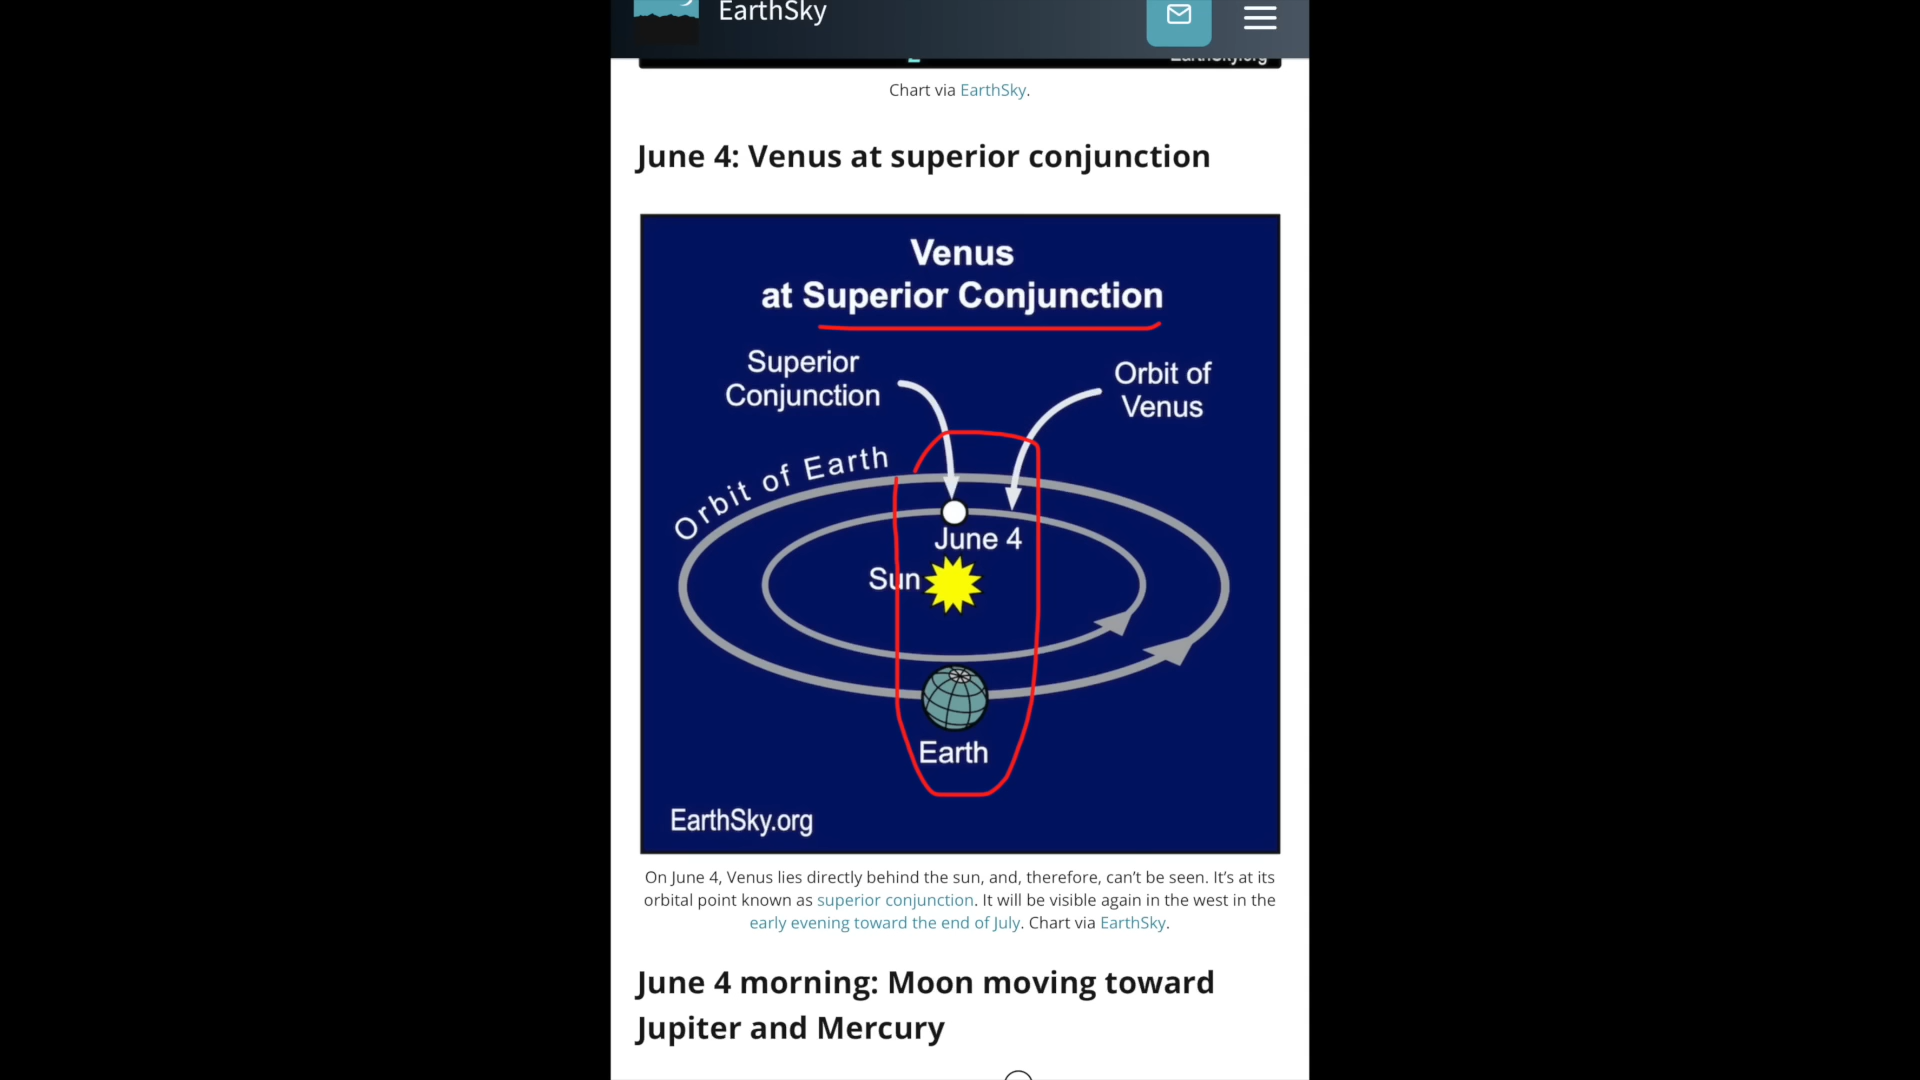 EarthSky
EarthSky.org
Chart via EarthSky.
June 4: Venus at superior conjunction
Venus
at Superior Conjunction
Superior
Conjunction
Orbit of
Venus
Orbit of Earth
June 4
Sun
Earth
EarthSky.org
On June 4, Venus lies directly behind the sun, and, therefore, can’t be seen. It’s at its
orbital point known as superior conjunction. It will be visible again in the west in the
early evening toward the end of July. Chart via EarthSky.
June 4 morning: Moon moving toward
Jupiter and Mercury